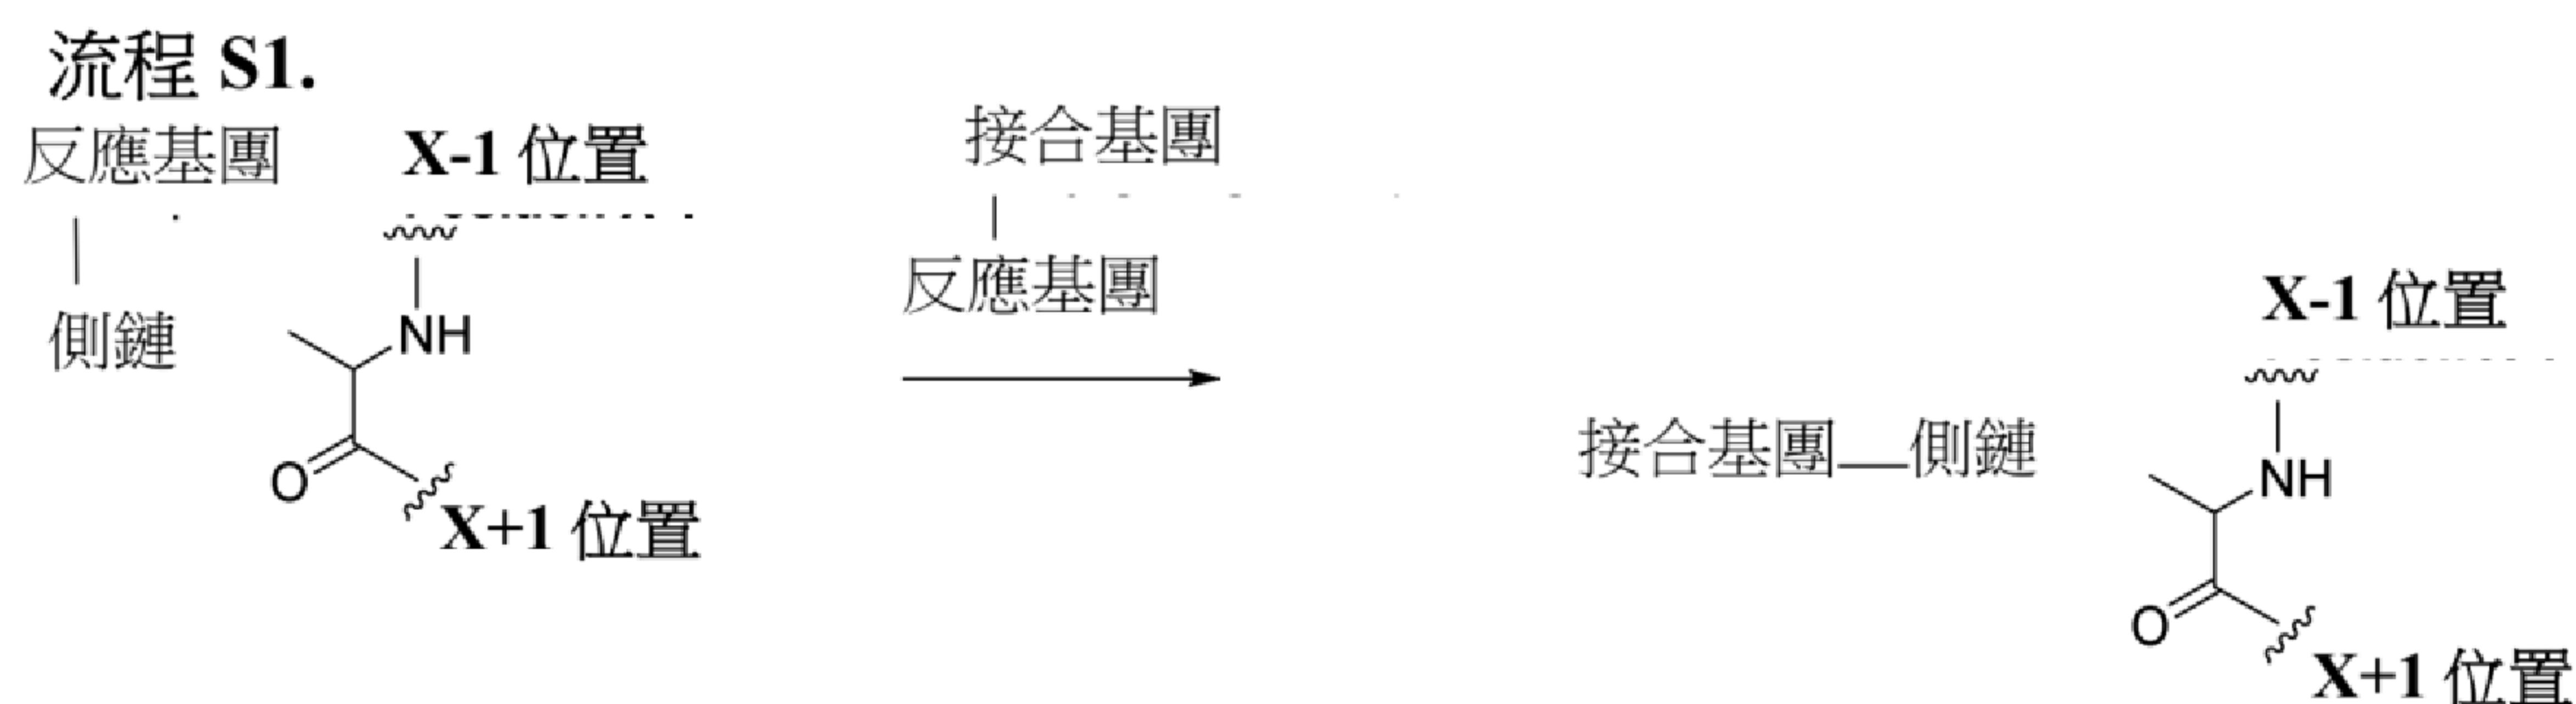 流程 S1.
反應基團
X-1 位置
側鏈
NH
O
X+1 位置
接合基團
反應基團
X-1 位置
接合基團—側鏈
NH
O
X+1 位置